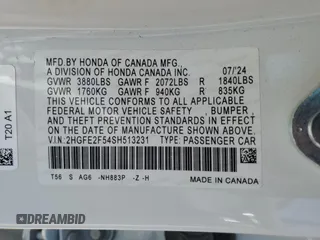 MFD.BY HONDA OF CANADA MFG.
A DIVISION OF HONDA CANADA INC. 07/'24
GVWR 3880LBS GAWR F 2072LBS R 1840LBS
GVWR 1760KG GAWR F 940KG R 835KG
THIS VEHICLE CONFORMS TO ALL APPLICABLE
FEDERAL MOTOR VEHICLE SAFETY, BUMPER
AND THEFT PREVENTION STANDARDS IN EFFECT
ON THE DATE OF MANUFACTURE SHOWN ABOVE.
V.I.N:2HGFE2F54SH513231 TYPE:PASSENGER CAR
T56 S AG6 -NH883P -Z -H
MADE IN CANADA
T20 A1
DREAMBID